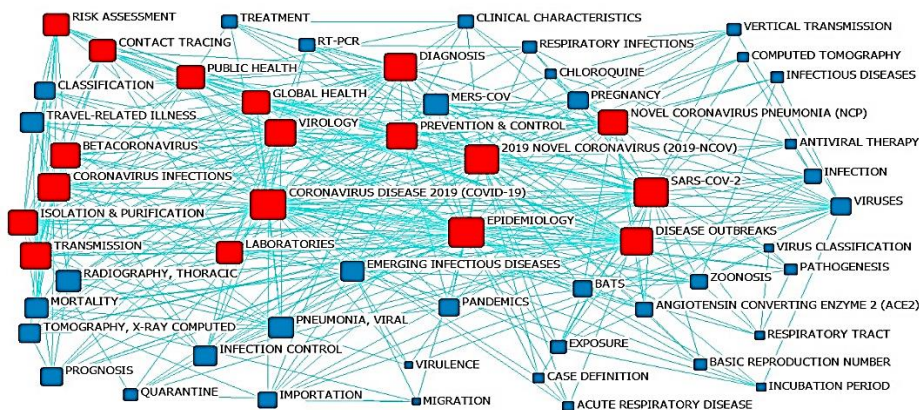 RISK ASSESSMENT
TREATMENT
CLINICAL CHARACTERISTICS
VERTICAL TRANSMISSION
CONTACT TRACING
RT-PCR
RESPIRATORY INFECTIONS
COMPUTED TOMOGRAPHY
PUBLIC HEALTH
DIAGNOSIS
CHLOROQUINE
INFECTIOUS DISEASES
CLASSIFICATION
GLOBAL HEALTH
MERS-COV
PREGNANCY
TRAVEL-RELATED ILLNESS
VIROLOGY
PREVENTION & CONTROL
NOVEL CORONAVIRUS PNEUMONIA (NCP)
BETACORONAVIRUS
2019 NOVEL CORONAVIRUS (2019-NCOV)
ANTIVIRAL THERAPY
CORONAVIRUS INFECTIONS
CORONAVIRUS DISEASE 2019 (COVID-19)
SARS-COV-2
INFECTION
ISOLATION & PURIFICATION
EPIDEMIOLOGY
VIRUSES
TRANSMISSION
LABORATORIES
DISEASE OUTBREAKS
VIRUS CLASSIFICATION
RADIOGRAPHY, THORACIC
EMERGING INFECTIOUS DISEASES
BATS
ZOONOSIS
PATHOGENESIS
MORTALITY
PANDEMICS
ANGIOTENSIN CONVERTING ENZYME 2 (ACE2)
TOMOGRAPHY, X-RAY COMPUTED
PNEUMONIA, VIRAL
RESPIRATORY TRACT
INFECTION CONTROL
EXPOSURE
PROGNOSIS
VIRULENCE
BASIC REPRODUCTION NUMBER
QUARANTINE
IMPORTATION
MIGRATION
CASE DEFINITION
INCUBATION PERIOD
ACUTE RESPIRATORY DISEASE